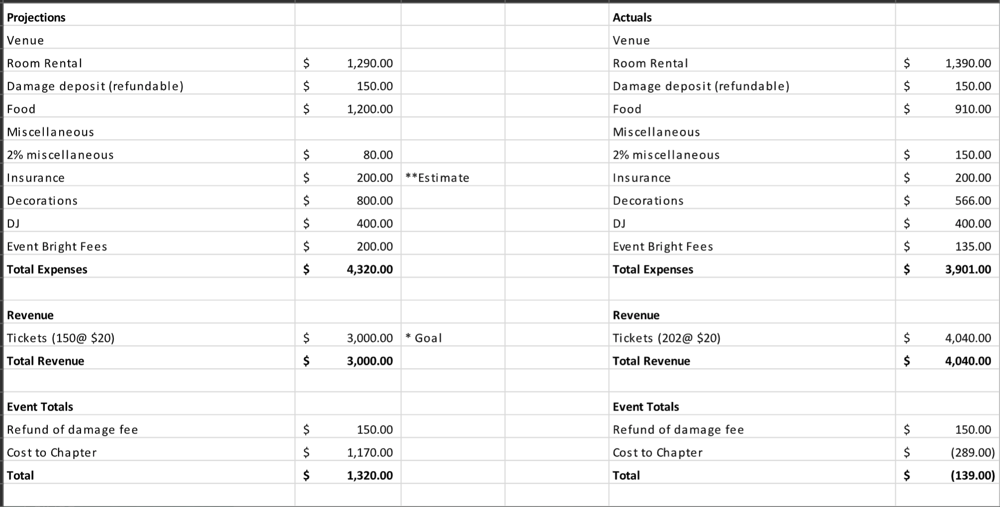 Projections Actuals
Venue Venue
Room Rental $ 1,290.00 Room Rental $ 1,390.00
Damage deposit (refundable) $ 150.00 Damage deposit (refundable) $ 150.00
Food $ 1,200.00 Food $ 910.00
Miscellaneous Miscellaneous
2% miscellaneous $ 80.00 2% miscellaneous $ 150.00
Insurance $ 200.00 **Estimate Insurance $ 200.00
Decorations $ 800.00 Decorations $ 566.00
DJ $ 400.00 DJ $ 400.00
Event Bright Fees $ 200.00 Event Bright Fees $ 135.00
Total Expenses $ 4,320.00 Total Expenses $ 3,901.00
Revenue Revenue
Tickets (150@ $20) $ 3,000.00 * Goal Tickets (202@ $20) $ 4,040.00
Total Revenue $ 3,000.00 Total Revenue $ 4,040.00
Event Totals Event Totals
Refund of damage fee $ 150.00 Refund of damage fee $ 150.00
Cost to Chapter $ 1,170.00 Cost to Chapter $ (289.00)
Total $ 1,320.00 Total $ (139.00)